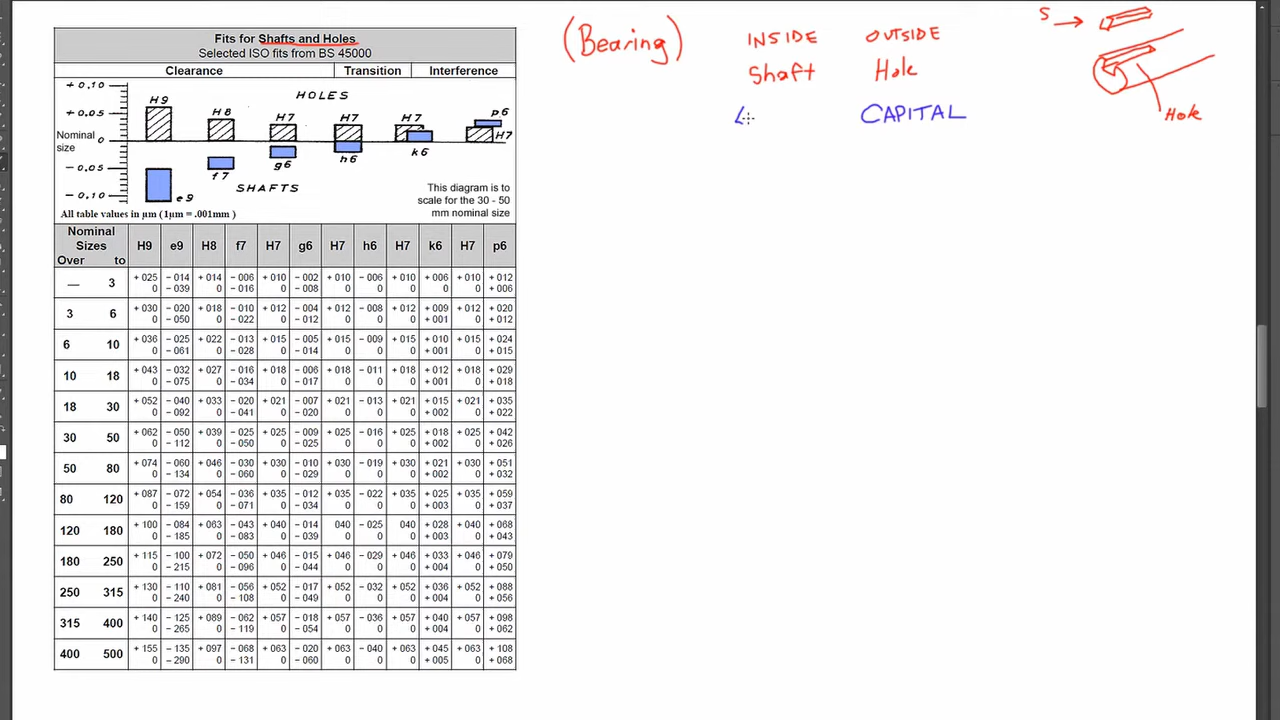 Fits for Shafts and Holes
Selected ISO fits from BS 45000
Clearance Transition Interference
+ 0,10
+ 0,05
Nominal size 0
- 0,05
- 0,10
HOLES
H9 H8 H7 H7 H7 p6
H7
e9 f7 g6 h6 k6
SHAFTS
This diagram is to
scale for the 30 - 50
mm nominal size
All table values in µm ( 1µm = .001mm )
Nominal Sizes Over to H9 e9 H8 f7 H7 g6 H7 h6 H7 k6 H7 p6
— 3 + 025 − 014 + 014 − 006 + 010 − 002 + 010 − 006 + 010 + 006 + 010 + 012
0 − 039 0 − 016 0 − 008 0 0 0 0 0 + 006
3 6 + 030 − 020 + 018 − 010 + 012 − 004 + 012 − 008 + 012 + 009 + 012 + 020
0 − 050 0 − 022 0 − 012 0 0 0 + 001 0 + 012
6 10 + 036 − 025 + 022 − 013 + 015 − 005 + 015 − 009 + 015 + 010 + 015 + 024
0 − 061 0 − 028 0 − 014 0 0 0 + 001 0 + 015
10 18 + 043 − 032 + 027 − 016 + 018 − 006 + 018 − 011 + 018 + 012 + 018 + 029
0 − 075 0 − 034 0 − 017 0 0 0 + 001 0 + 018
18 30 + 052 − 040 + 033 − 020 + 021 − 007 + 021 − 013 + 021 + 015 + 021 + 035
0 − 092 0 − 041 0 − 020 0 0 0 + 002 0 + 022
30 50 + 062 − 050 + 039 − 025 + 025 − 009 + 025 − 016 + 025 + 018 + 025 + 042
0 − 112 0 − 050 0 − 025 0 0 0 + 002 0 + 026
50 80 + 074 − 060 + 046 − 030 + 030 − 010 + 030 − 019 + 030 + 021 + 030 + 051
0 − 134 0 − 060 0 − 029 0 0 0 + 002 0 + 032
80 120 + 087 − 072 + 054 − 036 + 035 − 012 + 035 − 022 + 035 + 025 + 035 + 059
0 − 159 0 − 071 0 − 034 0 0 0 + 003 0 + 037
120 180 + 100 − 084 + 063 − 043 + 040 − 014 040 − 025 040 + 028 + 040 + 068
0 − 185 0 − 083 0 − 039 0 0 0 + 003 0 + 043
180 250 + 115 − 100 + 072 − 050 + 046 − 015 + 046 − 029 + 046 + 033 + 046 + 079
0 − 215 0 − 096 0 − 044 0 0 0 + 004 0 + 050
250 315 + 130 − 110 + 081 − 056 + 052 − 017 + 052 − 032 + 052 + 036 + 052 + 088
0 − 240 0 − 108 0 − 049 0 0 0 + 004 0 + 056
315 400 + 140 − 125 + 089 − 062 + 057 − 018 + 057 − 036 + 057 + 040 + 057 + 098
0 − 265 0 − 119 0 − 054 0 0 0 + 004 0 + 062
400 500 + 155 − 135 + 097 − 068 + 063 − 020 + 063 − 040 + 063 + 045 + 063 + 108
0 − 290 0 − 131 0 − 060 0 0 0 + 005 0 + 068
(Bearing)
INSIDE OUTSIDE
Shaft Hole
CAPITAL
S
Hole